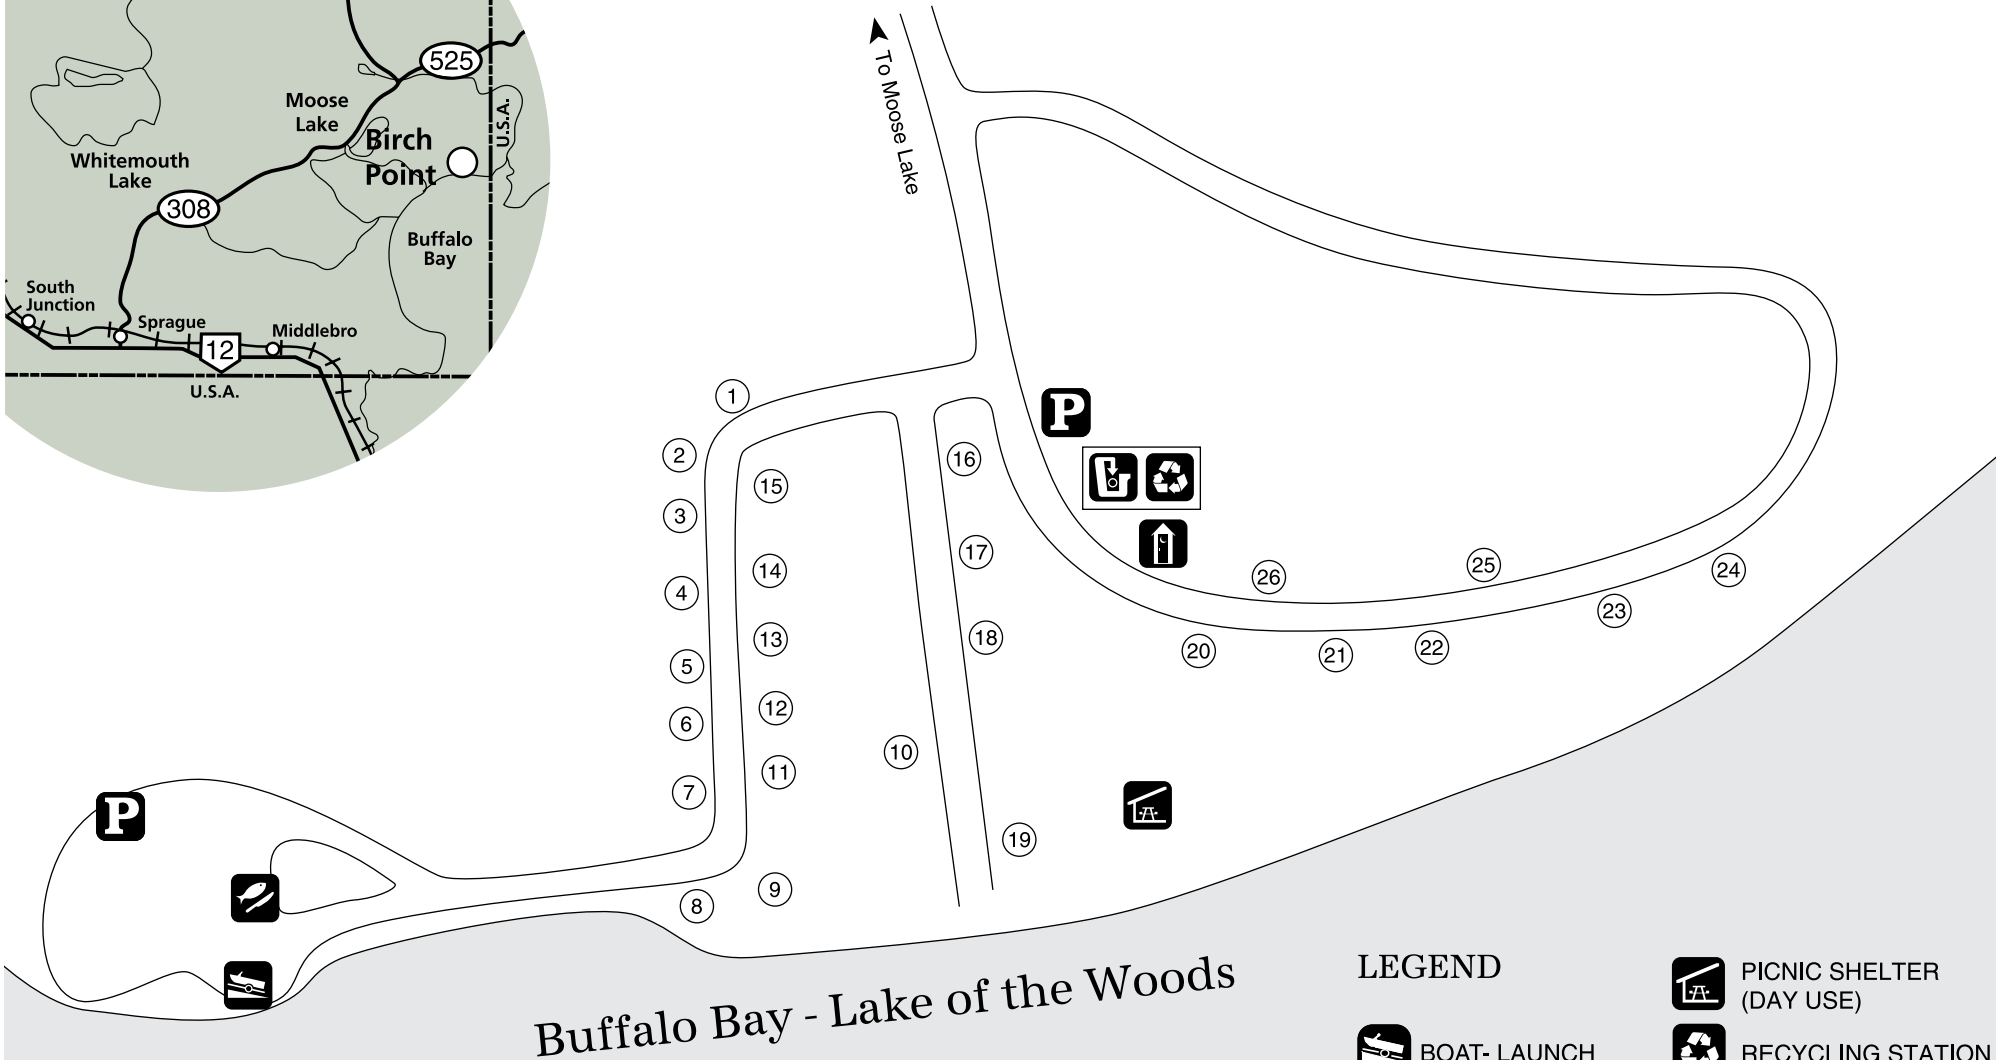 525
Moose
Lake
Birch
Point
U.S.A.
Whitemouth
Lake
308
Buffalo
Bay
South
Junction
Sprague
Middlebro
12
U.S.A.
To Moose Lake
1
2
3
4
5
6
7
8
9
10
11
12
13
14
15
16
17
18
19
20
21
22
23
24
25
26
P
P
Buffalo Bay - Lake of the Woods
LEGEND
PICNIC SHELTER
(DAY USE)
BOAT- LAUNCH
RECYCLING STATION